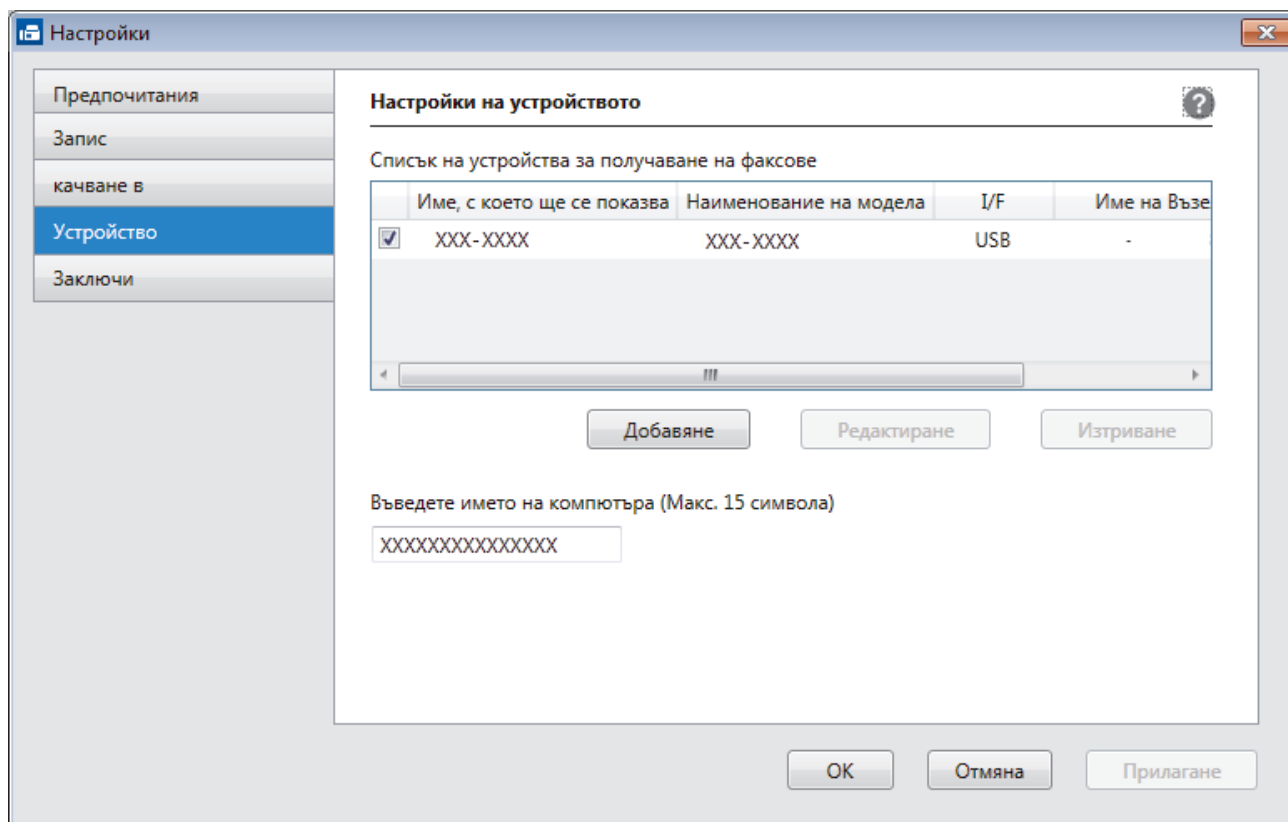 Настройки
Предпочитания
Запис
качване в
Устройство
Заключи
Настройки на устройството
?
Списък на устройства за получаване на факсове
Име, с което ще се показва Наименование на модела I/F Име на Възе
XXX-XXXX XXX-XXXX USB -
Добавяне Редактиране Изтриване
Въведете името на компютъра (Макс. 15 символа)
XXXXXXXXXXXXXXX
OK Отмяна Прилагане